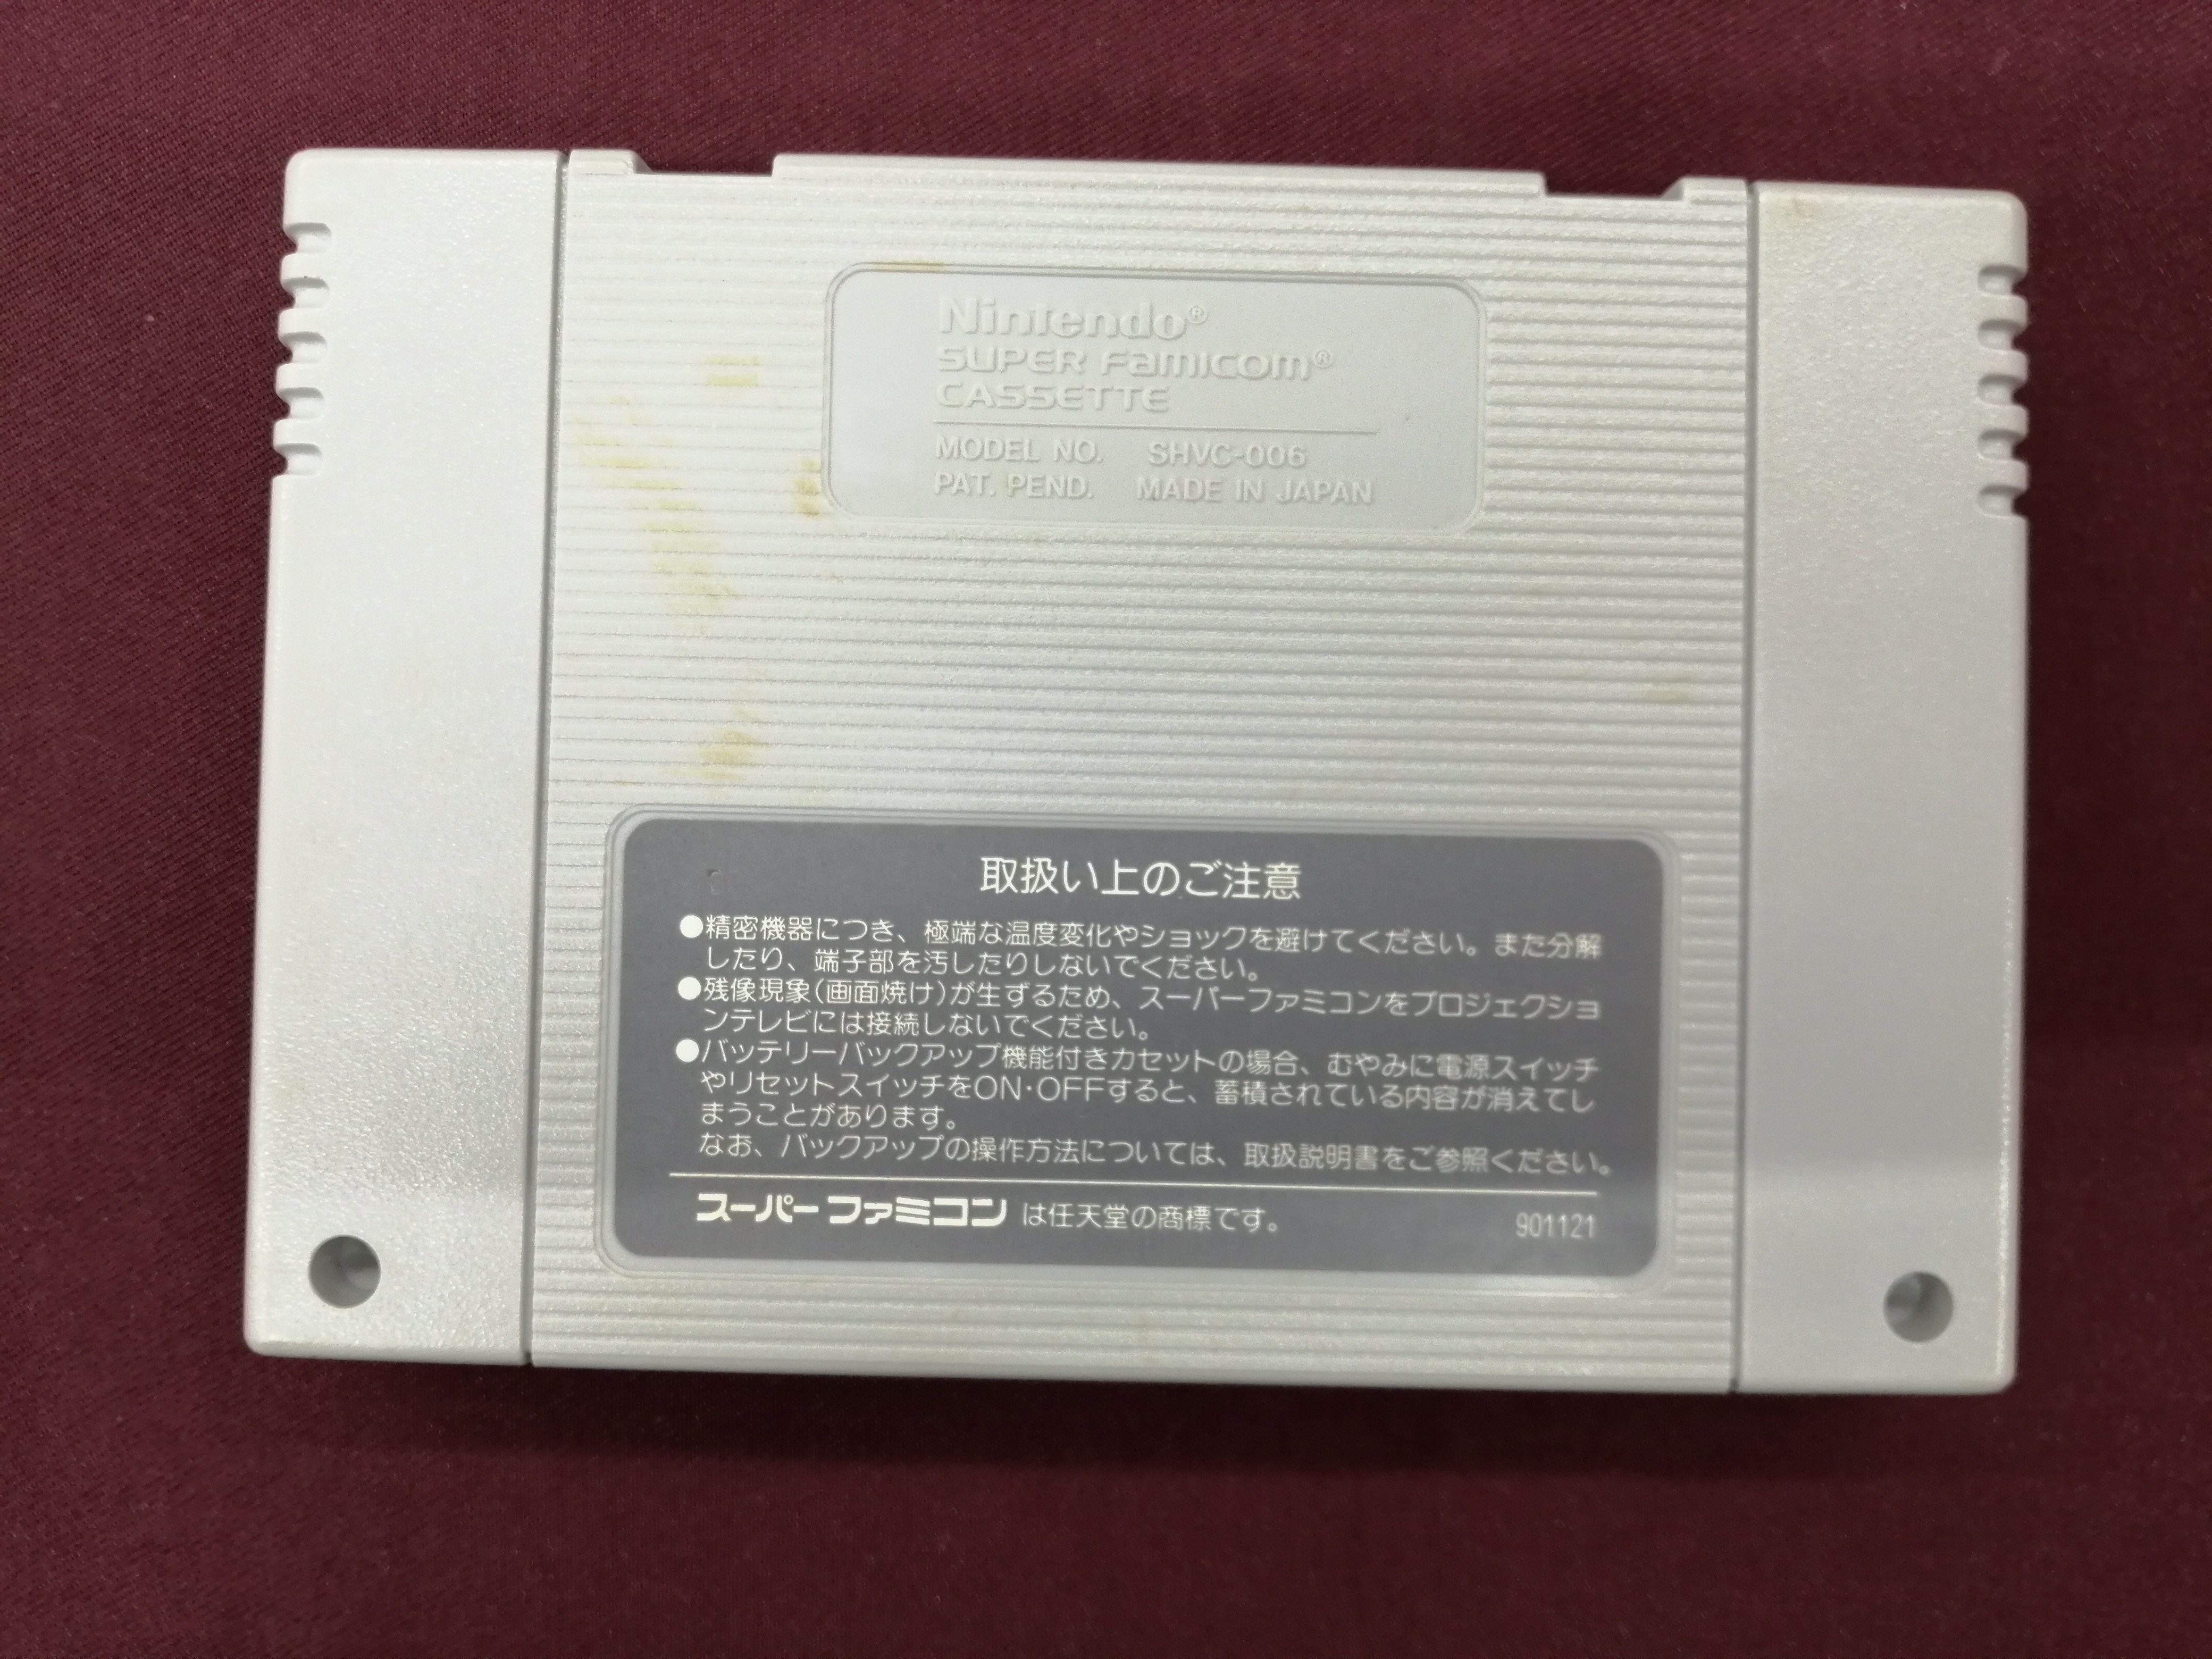 Nintendo®
SUPER FAMICOM®
CASSETTE
MODEL NO. SHVC-006
PAT. PEND. MADE IN JAPAN
取扱い上のご注意
●精密機器につき、極端な温度変化やショックを避けてください。また分解
したり、端子部を汚したりしないでください。
●残像現象(画面焼け)が生ずるため、スーパーファミコンをプロジェクショ
ンテレビには接続しないでください。
●バッテリーバックアップ機能付きカセットの場合、むやみに電源スイッチ
やリセットスイッチをON・OFFすると、蓄積されている内容が消えてし
まうことがあります。
なお、バックアップの操作方法については、取扱説明書をご参照ください。
スーパーファミコン は任天堂の商標です。 901121